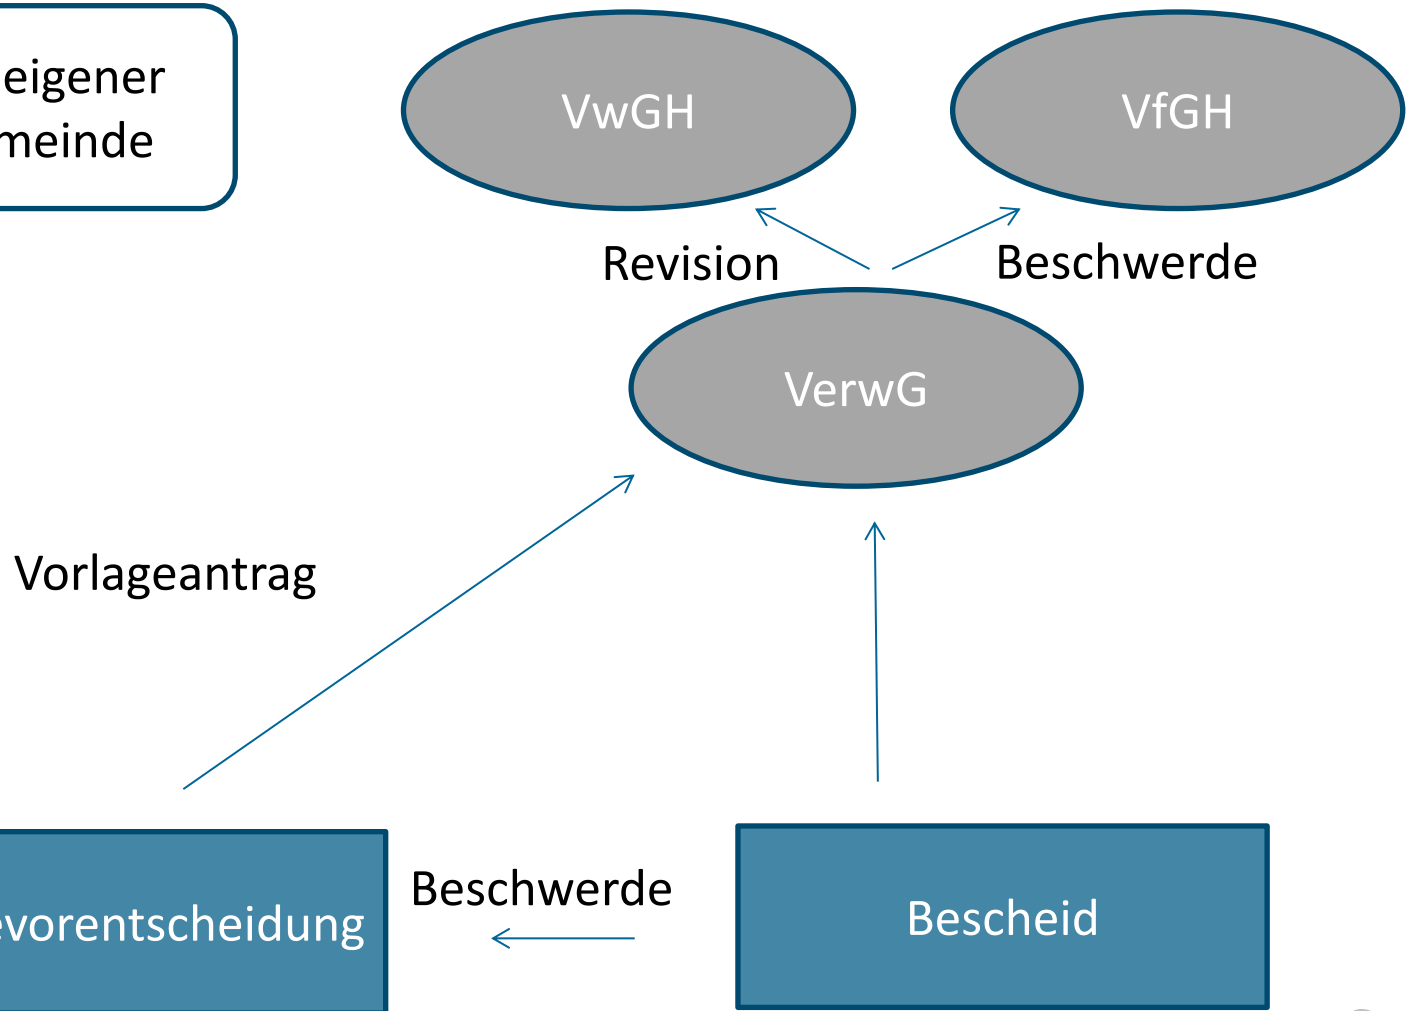 eigener
meinde
VwGH
VfGH
Revision
Beschwerde
VerwG
Vorlageantrag
evorentscheidung
Beschwerde
Bescheid